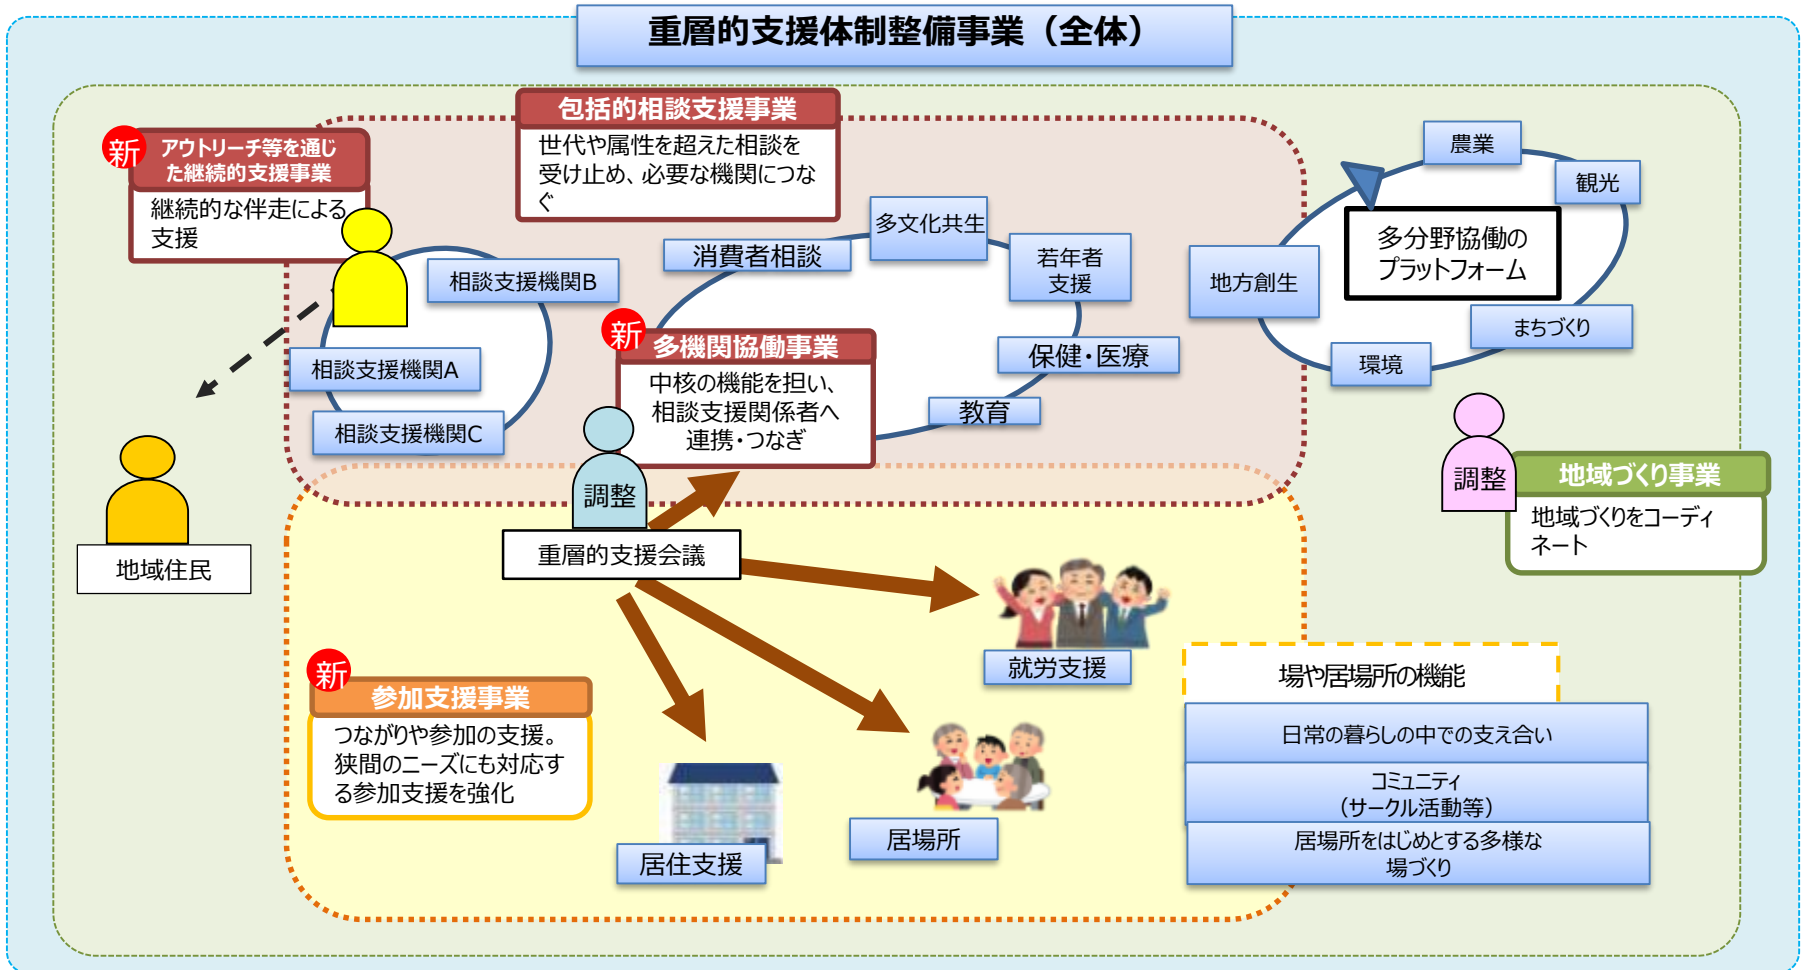 重層的支援体制整備事業（全体）
包括的相談支援事業
世代や属性を超えた相談を
受け止め、必要な機関につな
ぐ
新
アウトリーチ等を通じ
た継続的支援事業
継続的な伴走による
支援
相談支援機関B
相談支援機関A
相談支援機関C
消費者相談
多文化共生
若年者
支援
保健・医療
教育
新
多機関協働事業
中核の機能を担い、
相談支援関係者へ
連携・つなぎ
農業
観光
多分野協働の
プラットフォーム
地方創生
まちづくり
環境
調整
地域づくり事業
地域づくりをコーディ
ネート
調整
重層的支援会議
地域住民
新
参加支援事業
つながりや参加の支援。
狭間のニーズにも対応す
る参加支援を強化
就労支援
居場所
居住支援
場や居場所の機能
日常の暮らしの中での支え合い
コミュニティ
（サークル活動等）
居場所をはじめとする多様な
場づくり